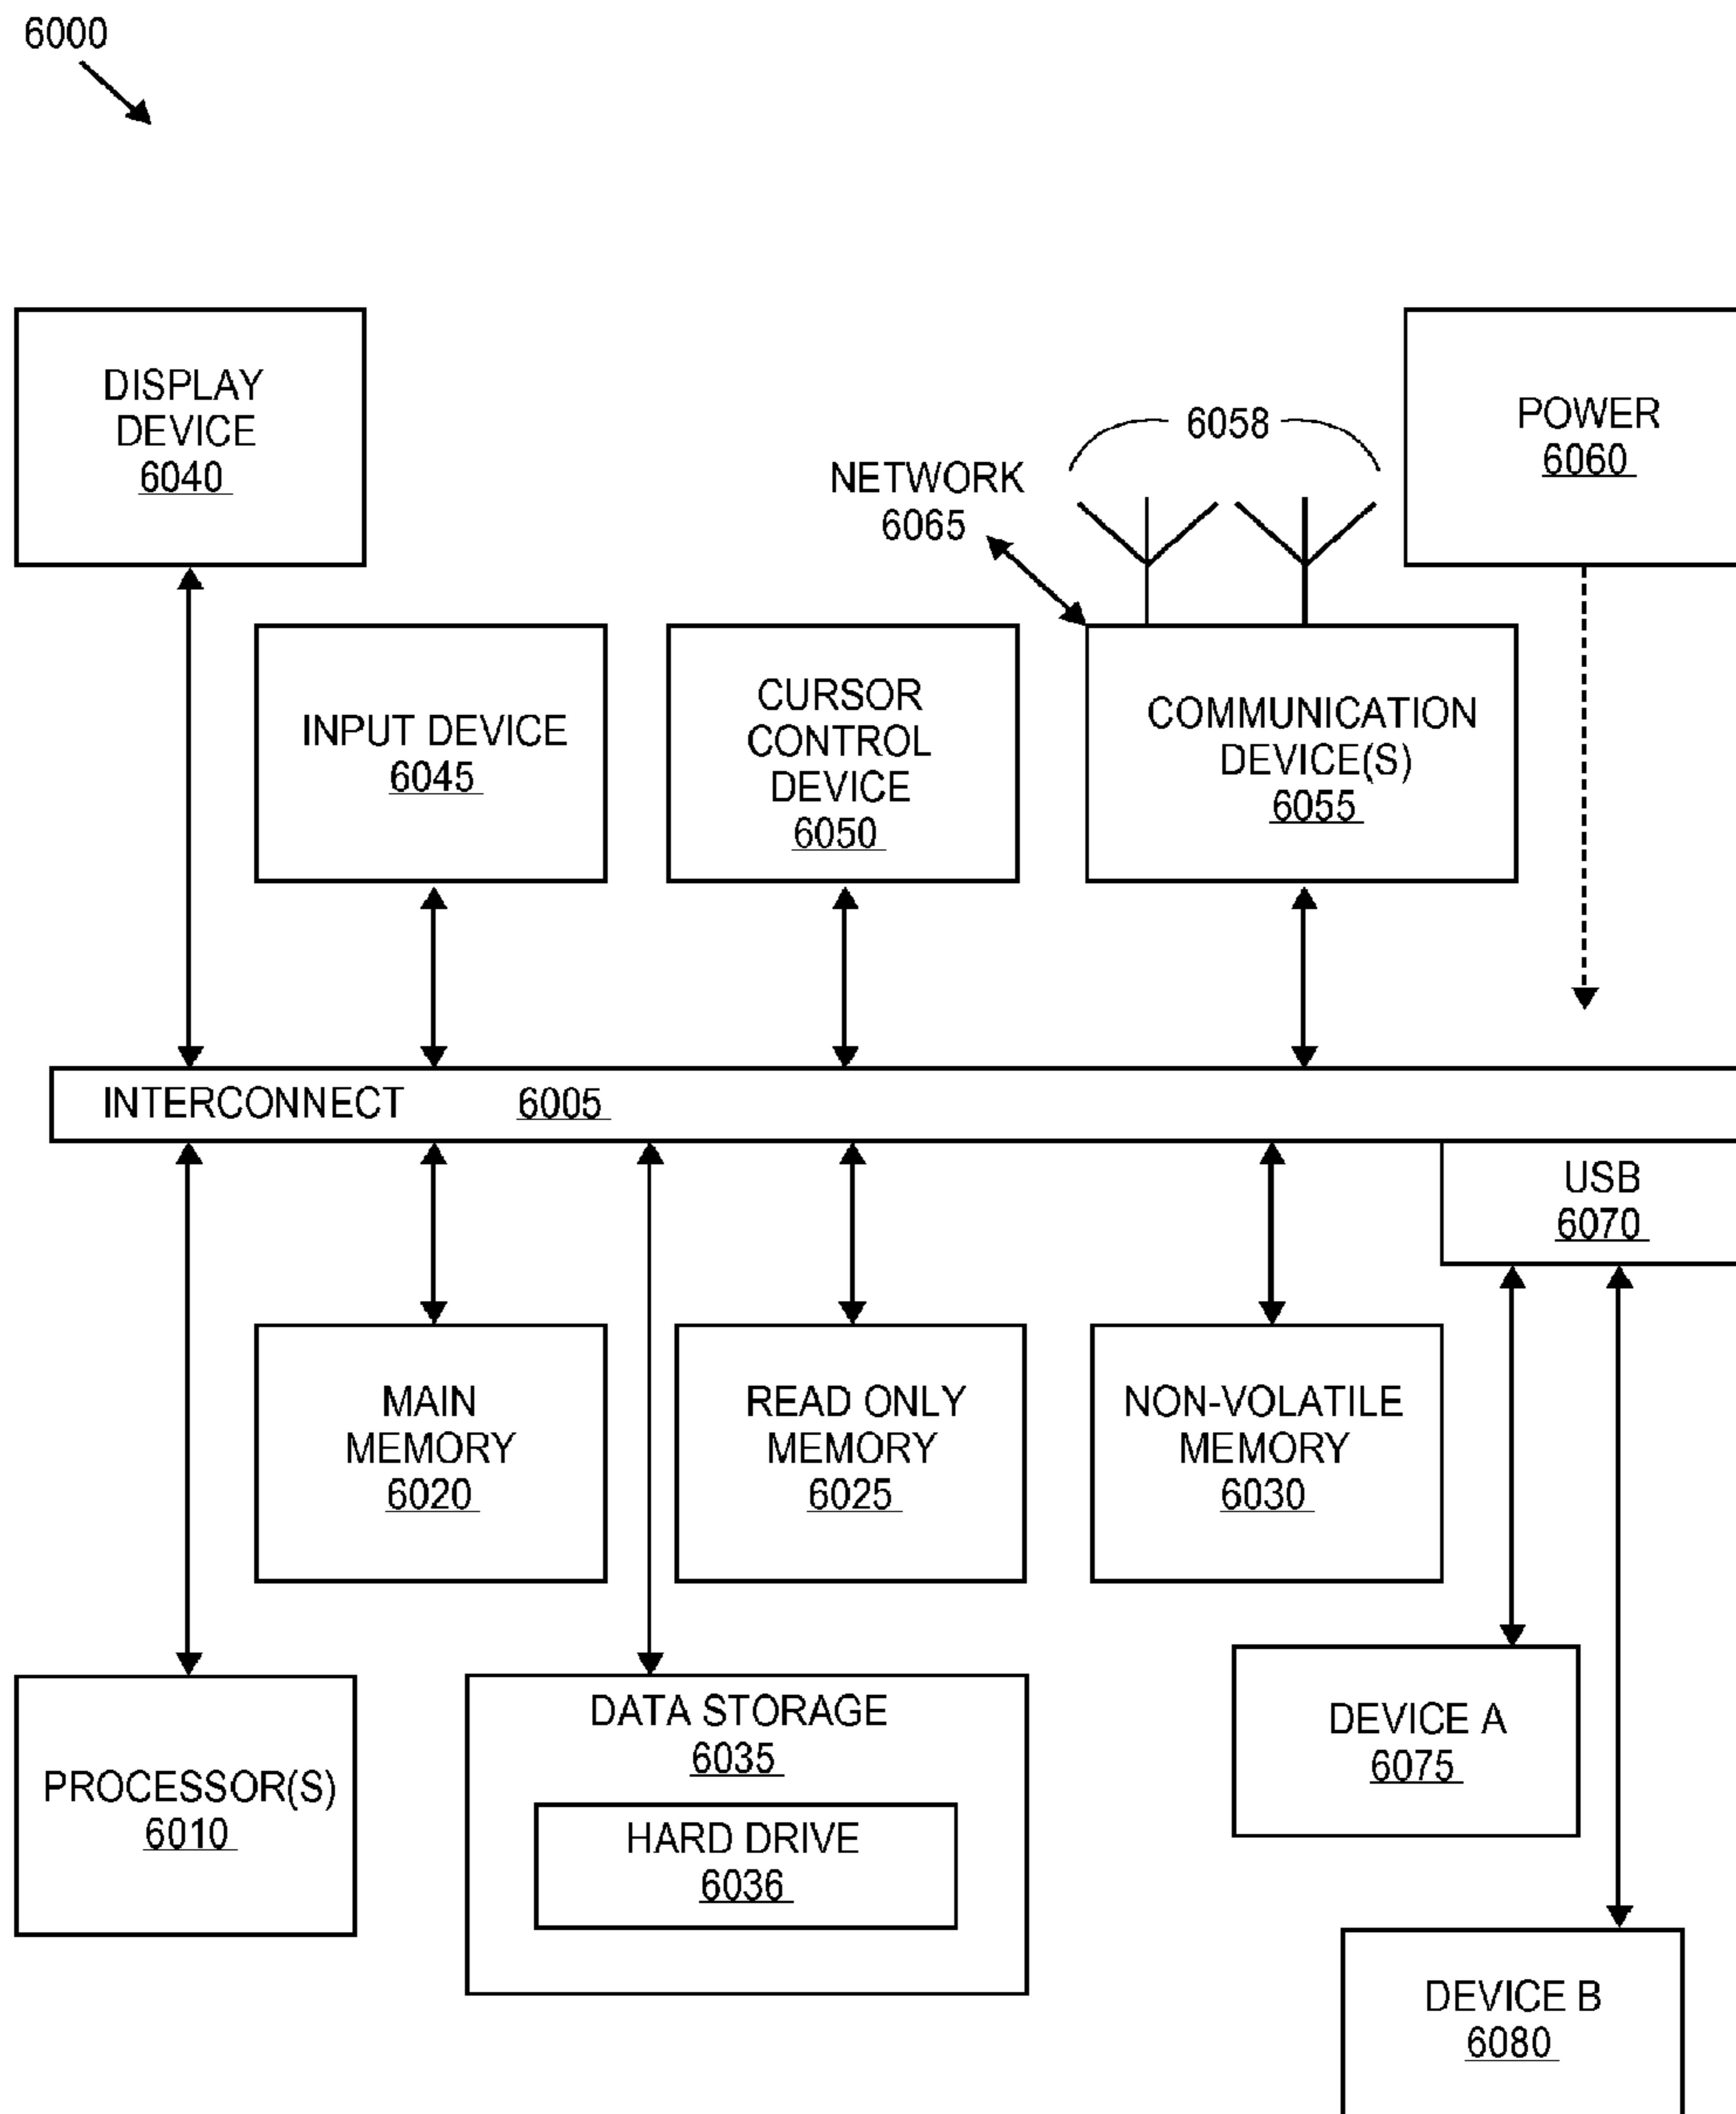 6000
DISPLAY
DEVICE
6040
POWER
6060
6058
NETWORK
6065
INPUT DEVICE
6045
CURSOR
CONTROL
DEVICE
6050
COMMUNICATION
DEVICE(S)
6055
INTERCONNECT 6005
USB
6070
MAIN
MEMORY
6020
READ ONLY
MEMORY
6025
NON-VOLATILE
MEMORY
6030
PROCESSOR(S)
6010
DATA STORAGE
6035
HARD DRIVE
6036
DEVICE A
6075
DEVICE B
6080